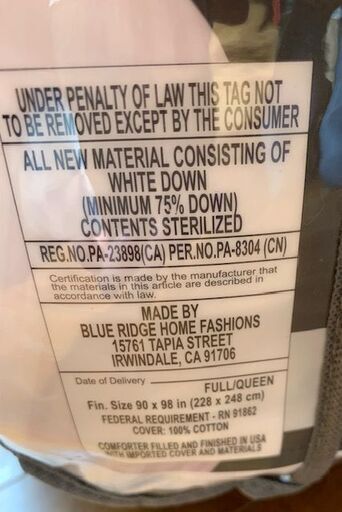 UNDER PENALTY OF LAW THIS TAG NOT
TO BE REMOVED EXCEPT BY THE CONSUMER
ALL NEW MATERIAL CONSISTING OF
WHITE DOWN
(MINIMUM 75% DOWN)
CONTENTS STERILIZED
REG.NO.PA-23898(CA) PER.NO.PA-8304 (CN)
Certification is made by the manufacturer that
the materials in this article are described in
accordance with law.
MADE BY
BLUE RIDGE HOME FASHIONS
15761 TAPIA STREET
IRWINDALE, CA 91706
Date of Delivery
FULL/QUEEN
Fin. Size 90 x 98 in (228 x 248 cm)
FEDERAL REQUIREMENT - RN 91862
COVER: 100% COTTON
COMFORTER FILLED AND FINISHED IN USA
WITH IMPORTED COVER AND MATERIALS